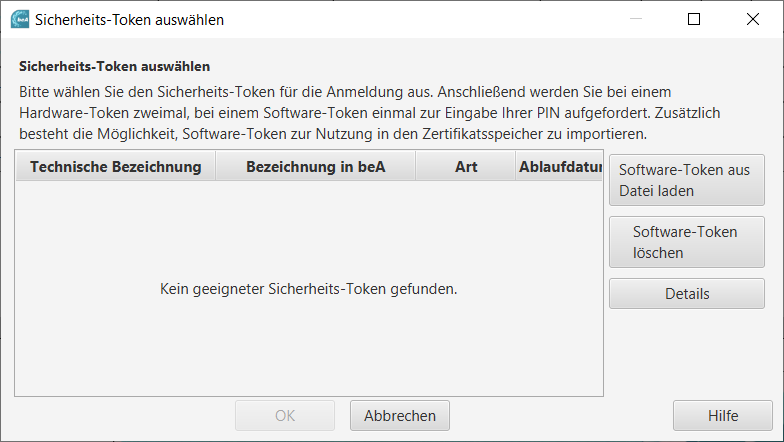 Sicherheits-Token auswählen
Sicherheits-Token auswählen
Bitte wählen Sie den Sicherheits-Token für die Anmeldung aus. Anschließend werden Sie bei einem
Hardware-Token zweimal, bei einem Software-Token einmal zur Eingabe Ihrer PIN aufgefordert. Zusätzlich
besteht die Möglichkeit, Software-Token zur Nutzung in den Zertifikatsspeicher zu importieren.
Technische Bezeichnung Bezeichnung in beA Art Ablaufdatum
Kein geeigneter Sicherheits-Token gefunden.
Software-Token aus
Datei laden
Software-Token
löschen
Details
OK Abbrechen Hilfe